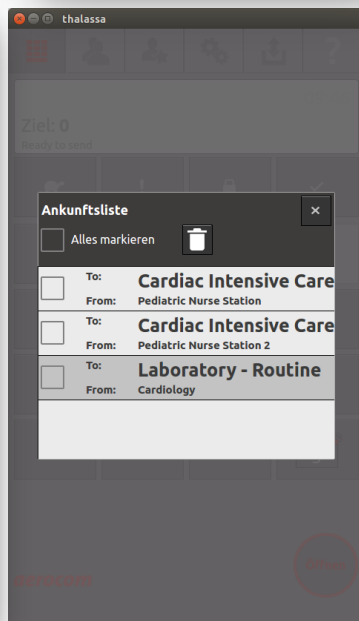 thalassa
Ziel: 0
Ready to send
Ankunftsliste
Alles markieren
To: Cardiac Intensive Care
From: Pediatric Nurse Station
To: Cardiac Intensive Care
From: Pediatric Nurse Station 2
To: Laboratory - Routine
From: Cardiology